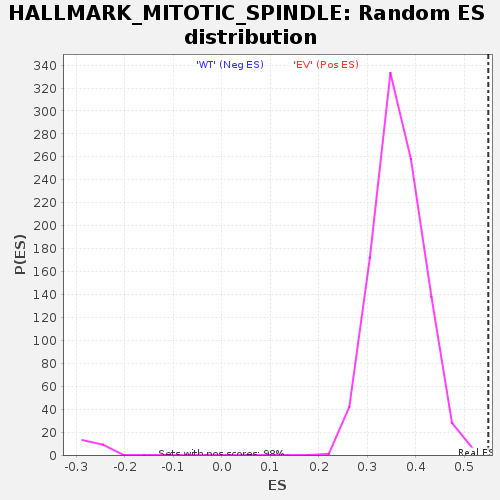 HALLMARK_MITOTIC_SPINDLE: Random ES
distribution
'WT' (Neg ES) 'EV' (Pos ES)
340
320
300
280
260
240
220
200
180
160
140
120
100
80
60
40
20
0
P(ES)
Sets with pos scores: 98%
Real ES
-0.3 -0.2 -0.1 0.0 0.1 0.2 0.3 0.4 0.5
ES